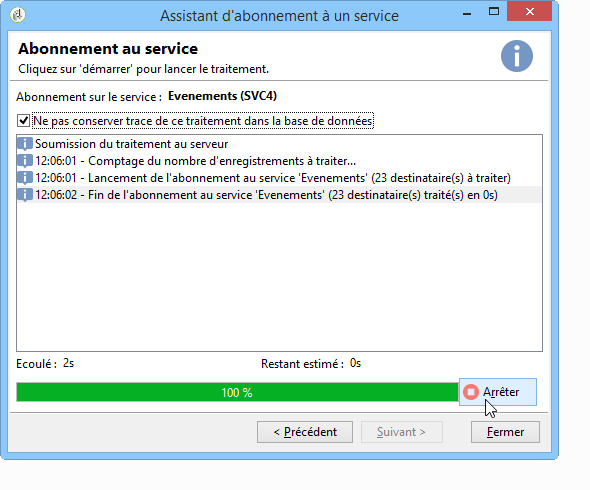 Assistant d'abonnement à un service
Abonnement au service
Cliquez sur 'démarrer' pour lancer le traitement.
Abonnement sur le service : Evenements (SVC4)
Ne pas conserver trace de ce traitement dans la base de données
Soumission du traitement au serveur
12:06:01 - Comptage du nombre d'enregistrements à traiter...
12:06:01 - Lancement de l'abonnement au service 'Evenements' (23 destinataire(s) à traiter)
12:06:02 - Fin de l'abonnement au service 'Evenements' (23 destinataire(s) traité(s) en 0s)
Ecoulé : 2s Restant estimé : 0s
100 % Arrêter
< Précédent Suivant > Fermer